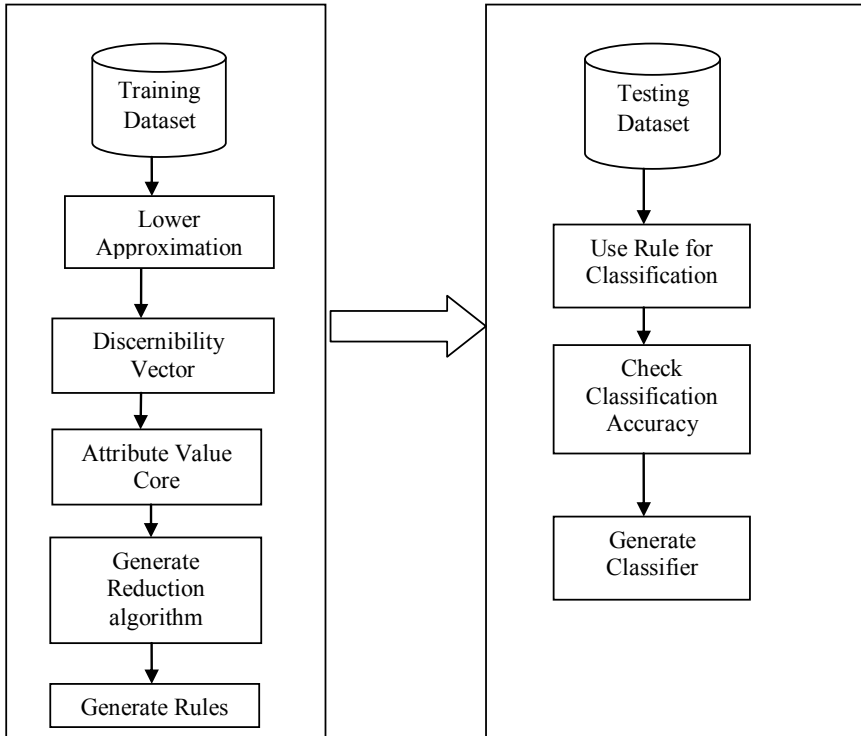 Training
Dataset
Lower
Approximation
Discernibility
Vector
Attribute Value
Core
Generate
Reduction
algorithm
Generate Rules
Testing
Dataset
Use Rule for
Classification
Check
Classification
Accuracy
Generate
Classifier